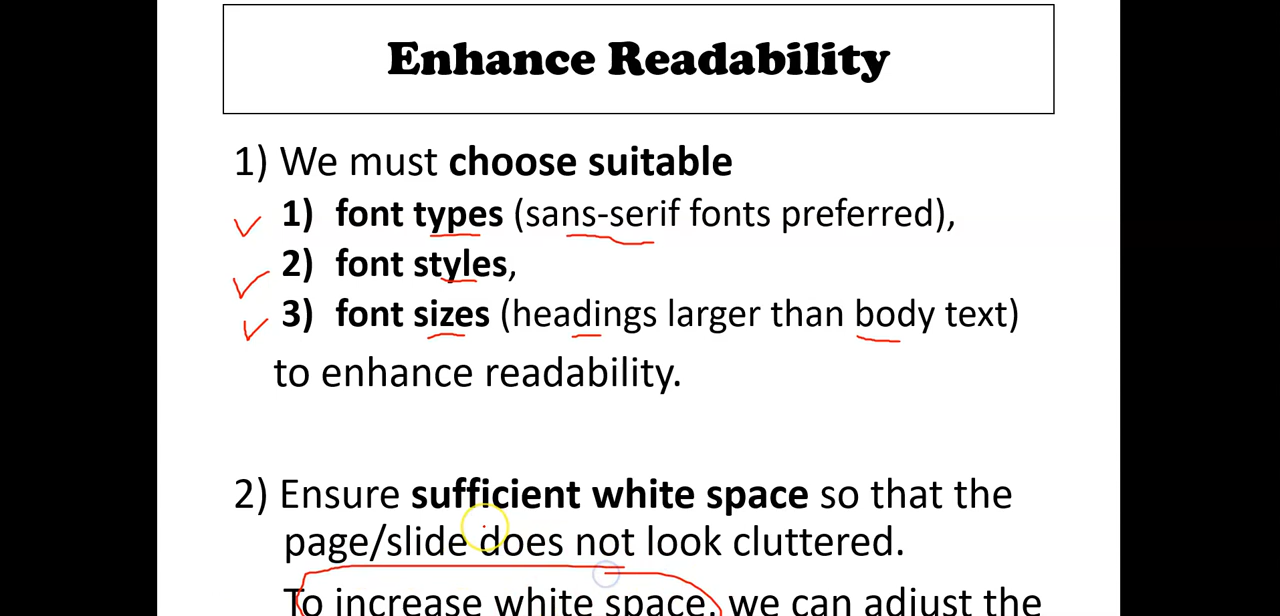 Enhance Readability
1) We must choose suitable
1) font types (sans-serif fonts preferred),
2) font styles,
3) font sizes (headings larger than body text)
to enhance readability.
2) Ensure sufficient white space so that the
page/slide does not look cluttered.
To increase white space, we can adjust the